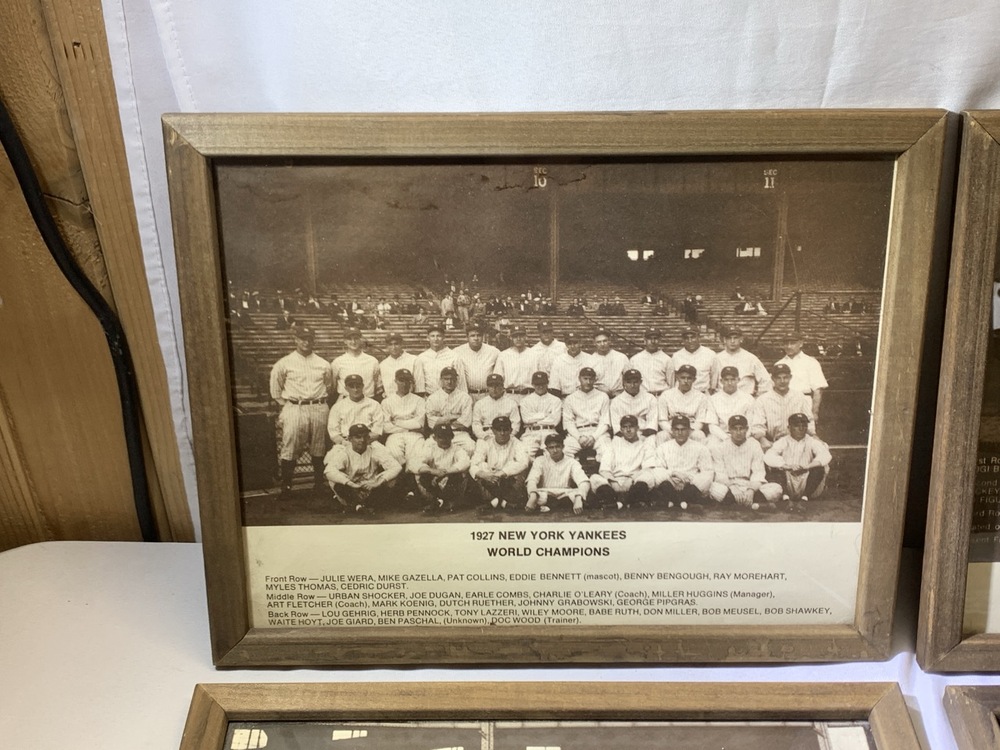 SEC
10
SEC
11
1927 NEW YORK YANKEES
WORLD CHAMPIONS
Front Row — JULIE WERA, MIKE GAZELLA, PAT COLLINS, EDDIE BENNETT (mascot), BENNY BENGOUGH, RAY MOREHART,
MYLES THOMAS, CEDRIC DURST.
Middle Row — URBAN SHOCKER, JOE DUGAN, EARLE COMBS, CHARLIE O'LEARY (Coach), MILLER HUGGINS (Manager),
ART FLETCHER (Coach), MARK KOENIG, DUTCH RUETHER, JOHNNY GRABOWSKI, GEORGE PIPGRAS.
Back Row — LOU GEHRIG, HERB PENNOCK, TONY LAZZERI, WILEY MOORE, BABE RUTH, DON MILLER, BOB MEUSEL, BOB SHAWKEY,
WAITE HOYT, JOE GIARD, BEN PASCHAL, (Unknown), DOC WOOD (Trainer).